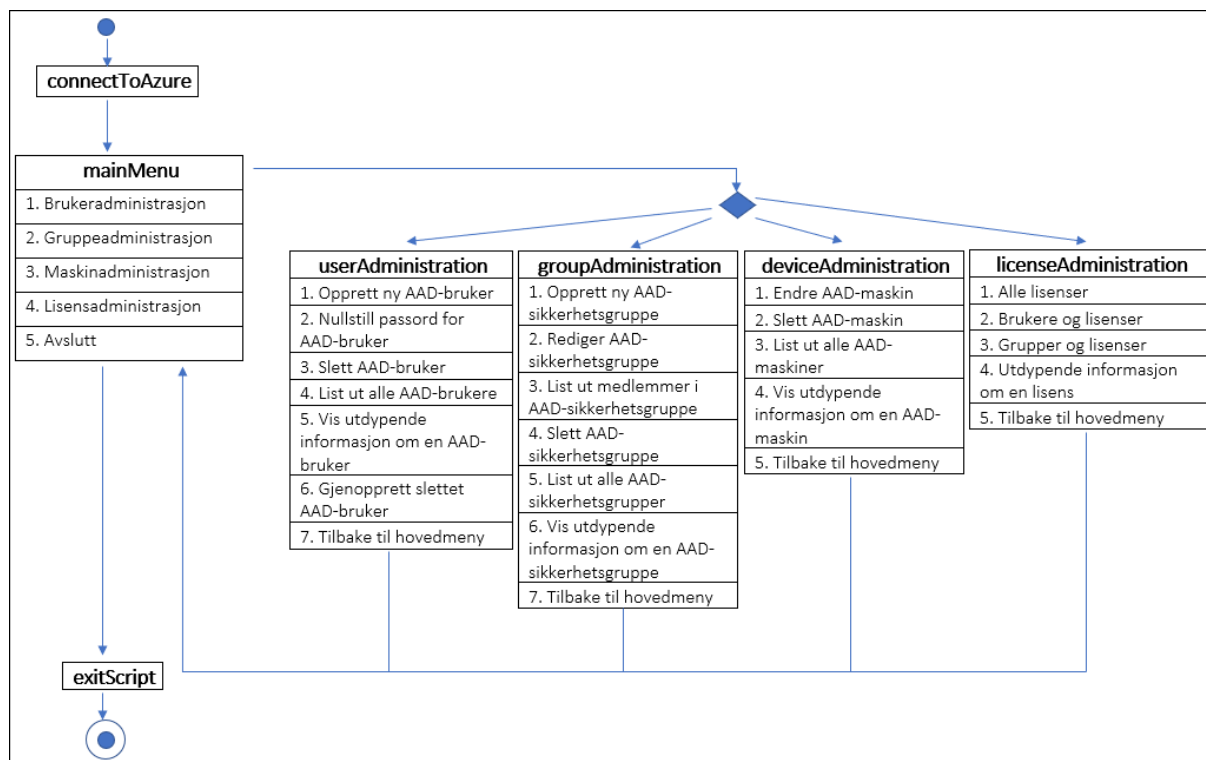 connectToAzure
mainMenu
1. Brukeradministrasjon
2. Gruppeadministrasjon
3. Maskinadministrasjon
4. Lisensadministrasjon
5. Avslutt
userAdministration
1. Opprett ny AAD-bruker
2. Nullstill passord for
AAD-bruker
3. Slett AAD-bruker
4. List ut alle AAD-brukere
5. Vis utdypende
informasjon om en AAD-
bruker
6. Gjenopprett slettet
AAD-bruker
7. Tilbake til hovedmeny
groupAdministration
1. Opprett ny AAD-
sikkerhetsgruppe
2. Rediger AAD-
sikkerhetsgruppe
3. List ut medlemmer i
AAD-sikkerhetsgruppe
4. Slett AAD-
sikkerhetsgruppe
5. List ut alle AAD-
sikkerhetsgrupper
6. Vis utdypende
informasjon om en AAD-
sikkerhetsgruppe
7. Tilbake til hovedmeny
deviceAdministration
1. Endre AAD-maskin
2. Slett AAD-maskin
3. List ut alle AAD-
maskiner
4. Vis utdypende
informasjon om en AAD-
maskin
5. Tilbake til hovedmeny
licenseAdministration
1. Alle lisenser
2. Brukere og lisenser
3. Grupper og lisenser
4. Utdypende informasjon
om en lisens
5. Tilbake til hovedmeny
exitScript